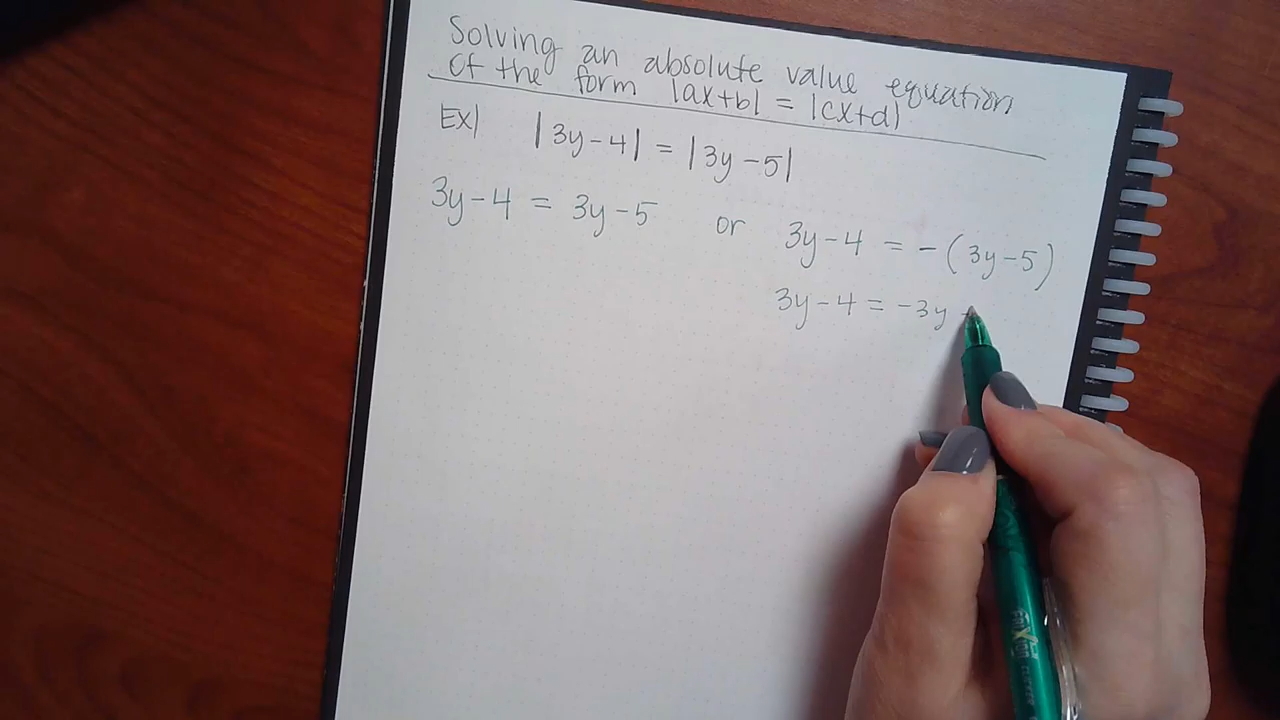 Solving an absolute value equation
of the form |ax+b| = |cx+d|
Ex) |3y-4| = |3y-5|
3y-4 = 3y-5 or 3y-4 = -(3y-5)
3y-4 = -3y